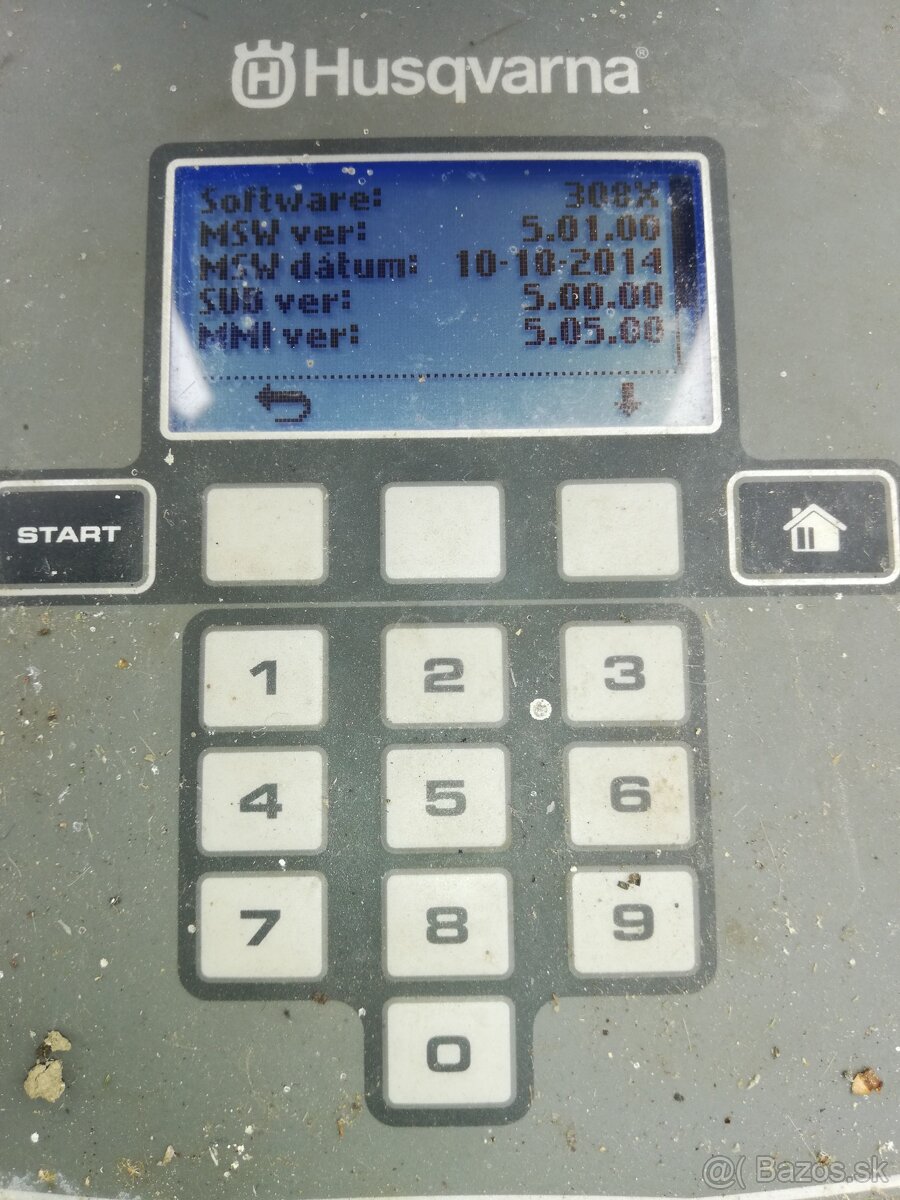 Husqvarna®
Software: 308X
MSW ver: 5.01.00
MSW dátum: 10-10-2014
SUB ver: 5.00.00
MMI ver: 5.05.00
START
1 2 3
4 5 6
7 8 9
0
@( Bazos.sk